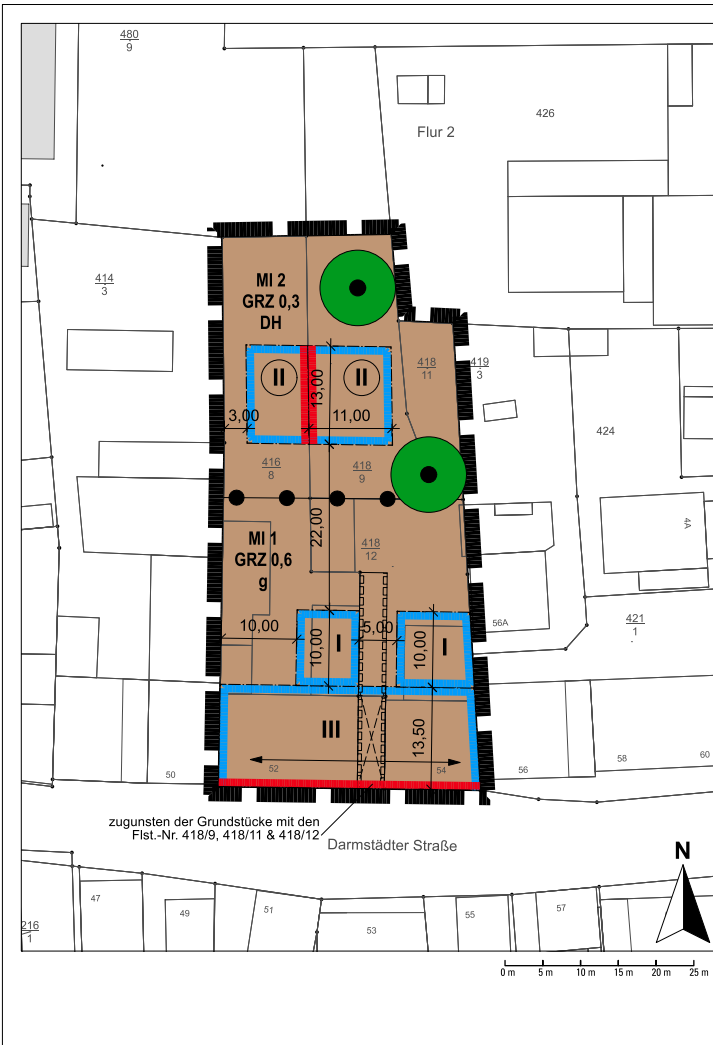 480
9
Flur 2
426
414
3
MI 2
GRZ 0,3
DH
II
II
13,00
3,00
11,00
418
11
419
3
424
416
8
418
9
4A
MI 1
GRZ 0,6
g
22,00
418
12
10,00
I
10,00
5,00
I
10,00
56A
421
1
III
13,50
50
52
54
56
58
60
zugunsten der Grundstücke mit den
Flst.-Nr. 418/9, 418/11 & 418/12
Darmstädter Straße
N
47
49
51
53
55
57
216
1
0 m 5 m 10 m 15 m 20 m 25 m